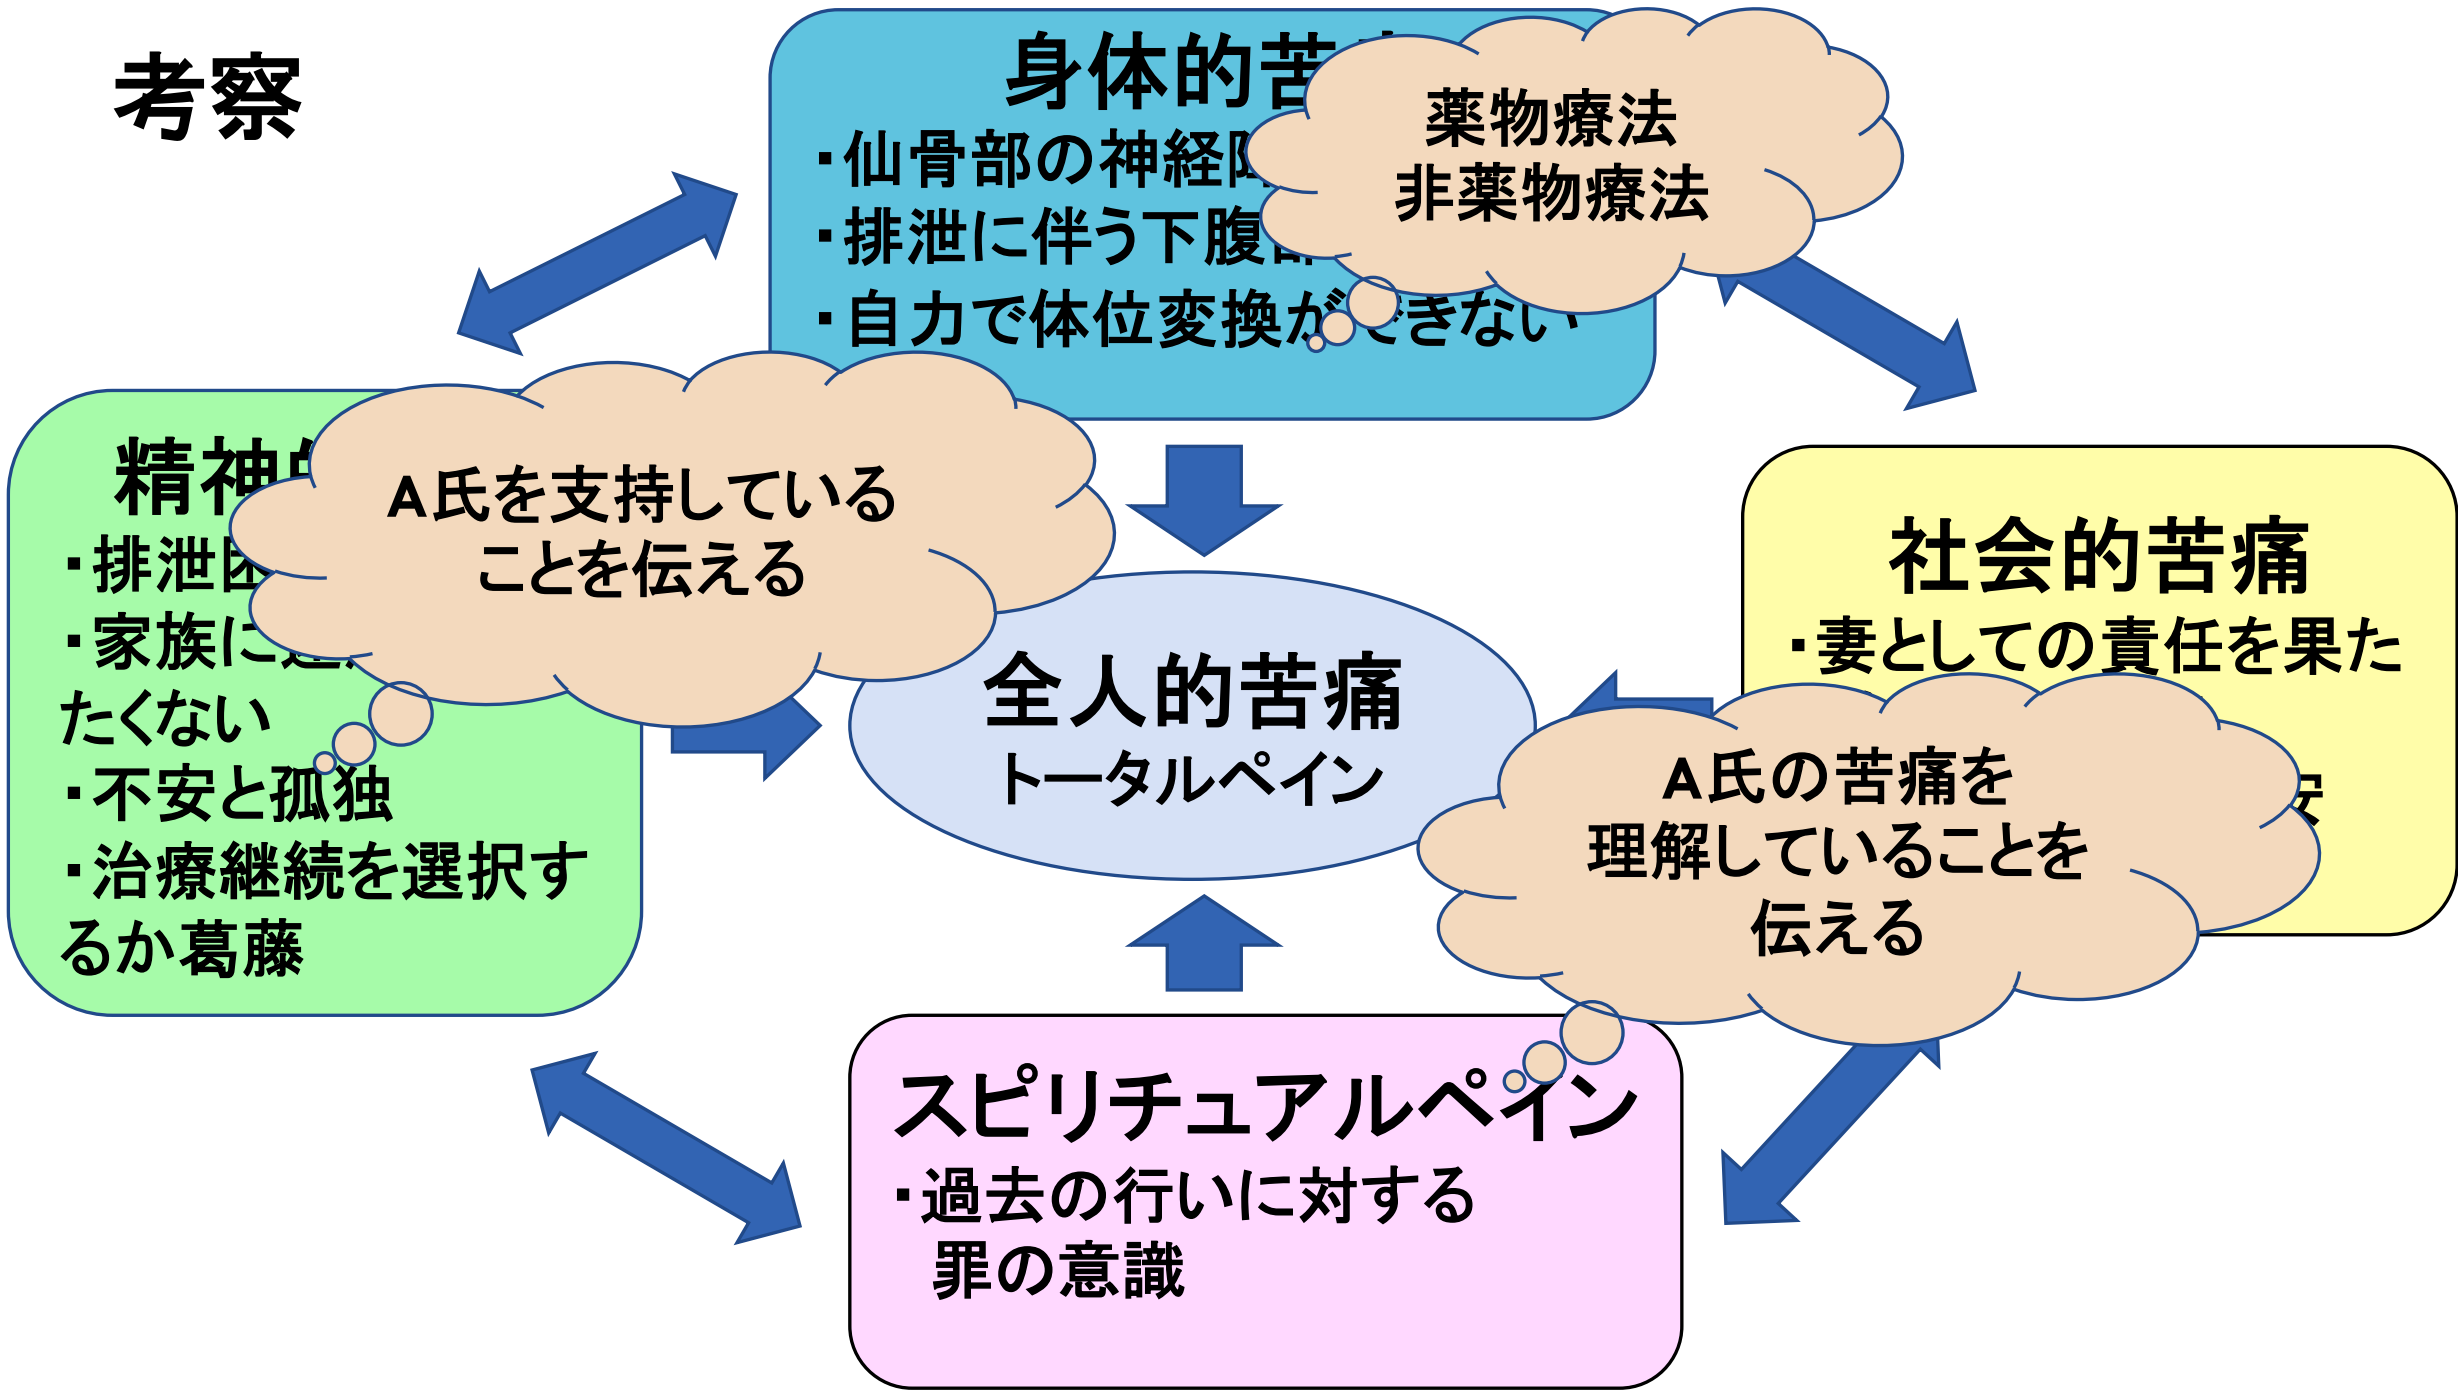 考察
身体的苦
・仙骨部の神経
・排泄に伴う下腹
・自力で体位変換ができない
薬物療法
非薬物療法
精神
・排泄困
・家族に
たくない
・不安と孤独
・治療継続を選択す
るか葛藤
A氏を支持している
ことを伝える
全人的苦痛
トータルペイン
社会的苦痛
・妻としての責任を果た
A氏の苦痛を
理解していることを
伝える
スピリチュアルペイン
・過去の行いに対する
罪の意識